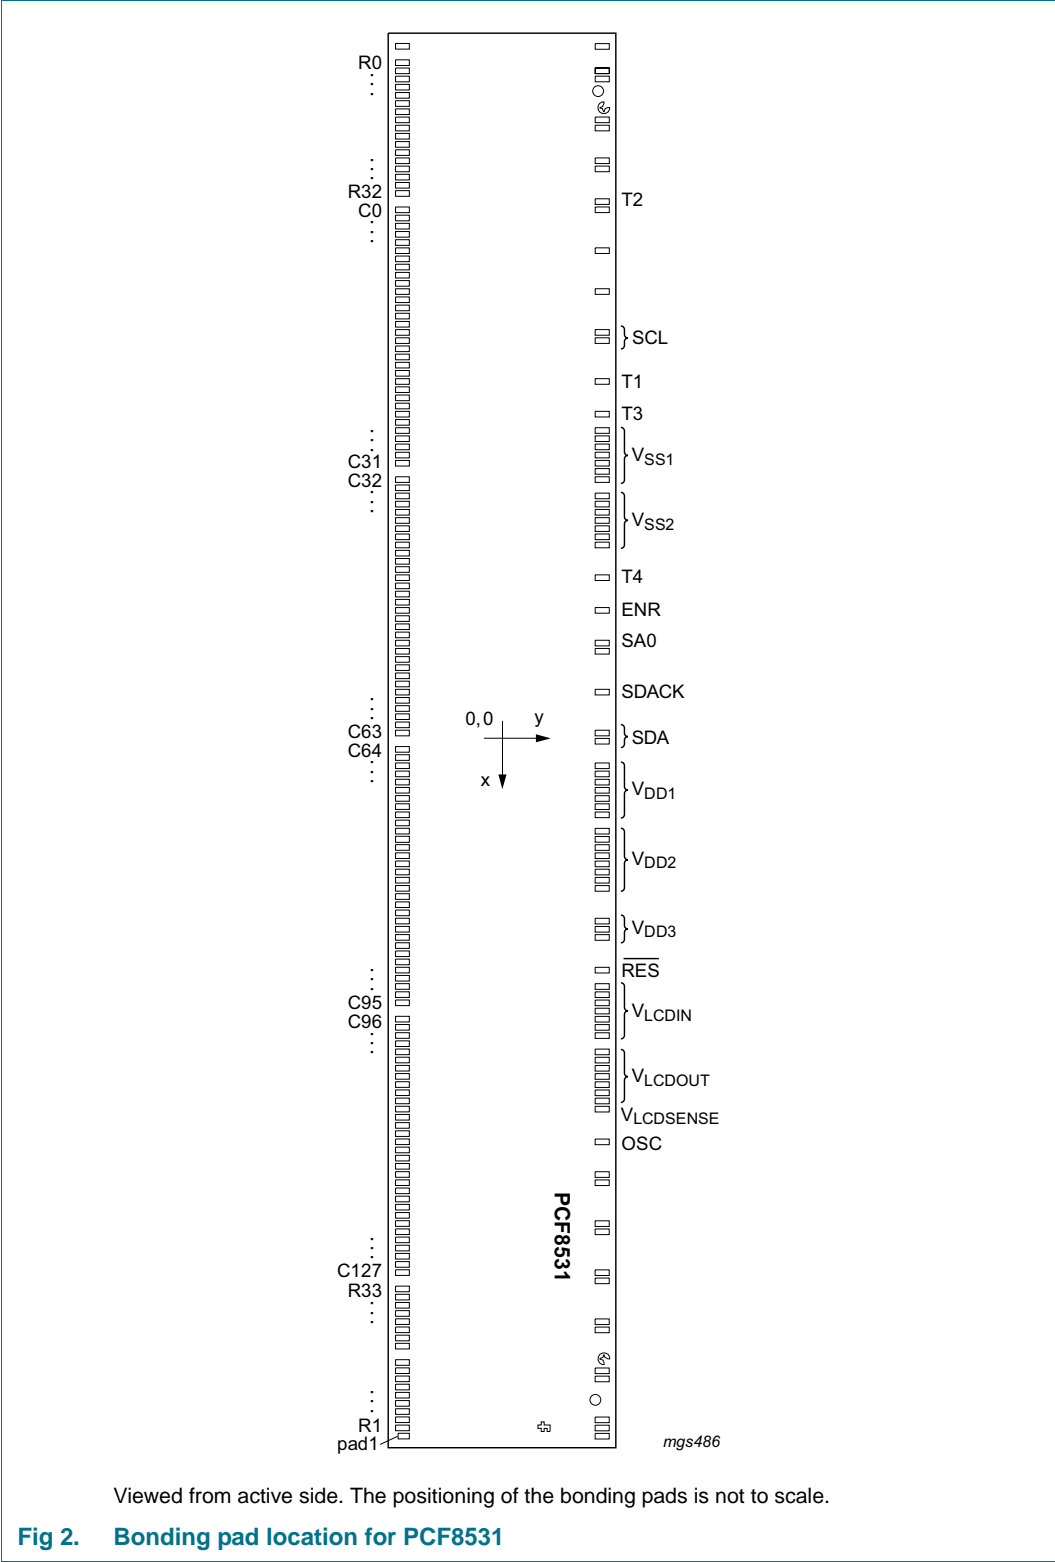 R0
R32
C0
T2
SCL
T1
T3
C31
VSS1
C32
VSS2
T4
ENR
SA0
SDACK
0,0 y
C63
SDA
C64
x
VDD1
VDD2
VDD3
RES
C95
VLCDIN
C96
VLCDOUT
VLCDSENSE
OSC
PCF8531
C127
R33
R1
pad1
mgs486
Viewed from active side. The positioning of the bonding pads is not to scale.
Fig 2. Bonding pad location for PCF8531